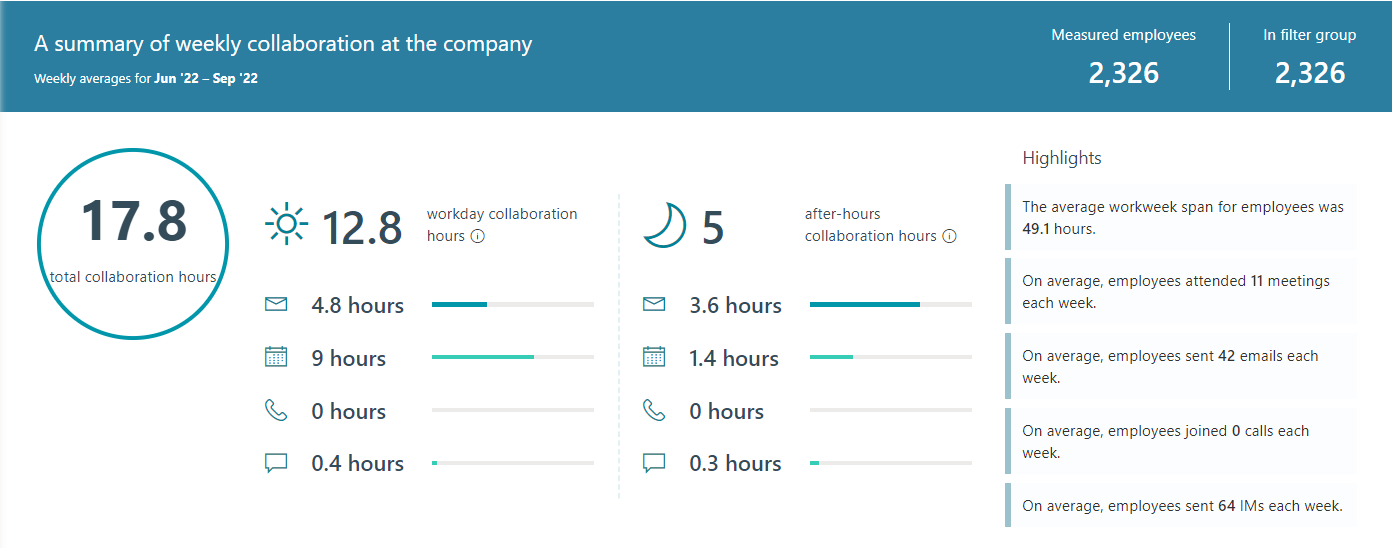 A summary of weekly collaboration at the company
Weekly averages for Jun '22 – Sep '22
Measured employees
2,326
In filter group
2,326
17.8
total collaboration hours
12.8
workday collaboration
hours
4.8 hours
9 hours
0 hours
0.4 hours
5
after-hours
collaboration hours
3.6 hours
1.4 hours
0 hours
0.3 hours
Highlights
The average workweek span for employees was
49.1 hours.
On average, employees attended 11 meetings
each week.
On average, employees sent 42 emails each
week.
On average, employees joined 0 calls each
week.
On average, employees sent 64 IMs each week.